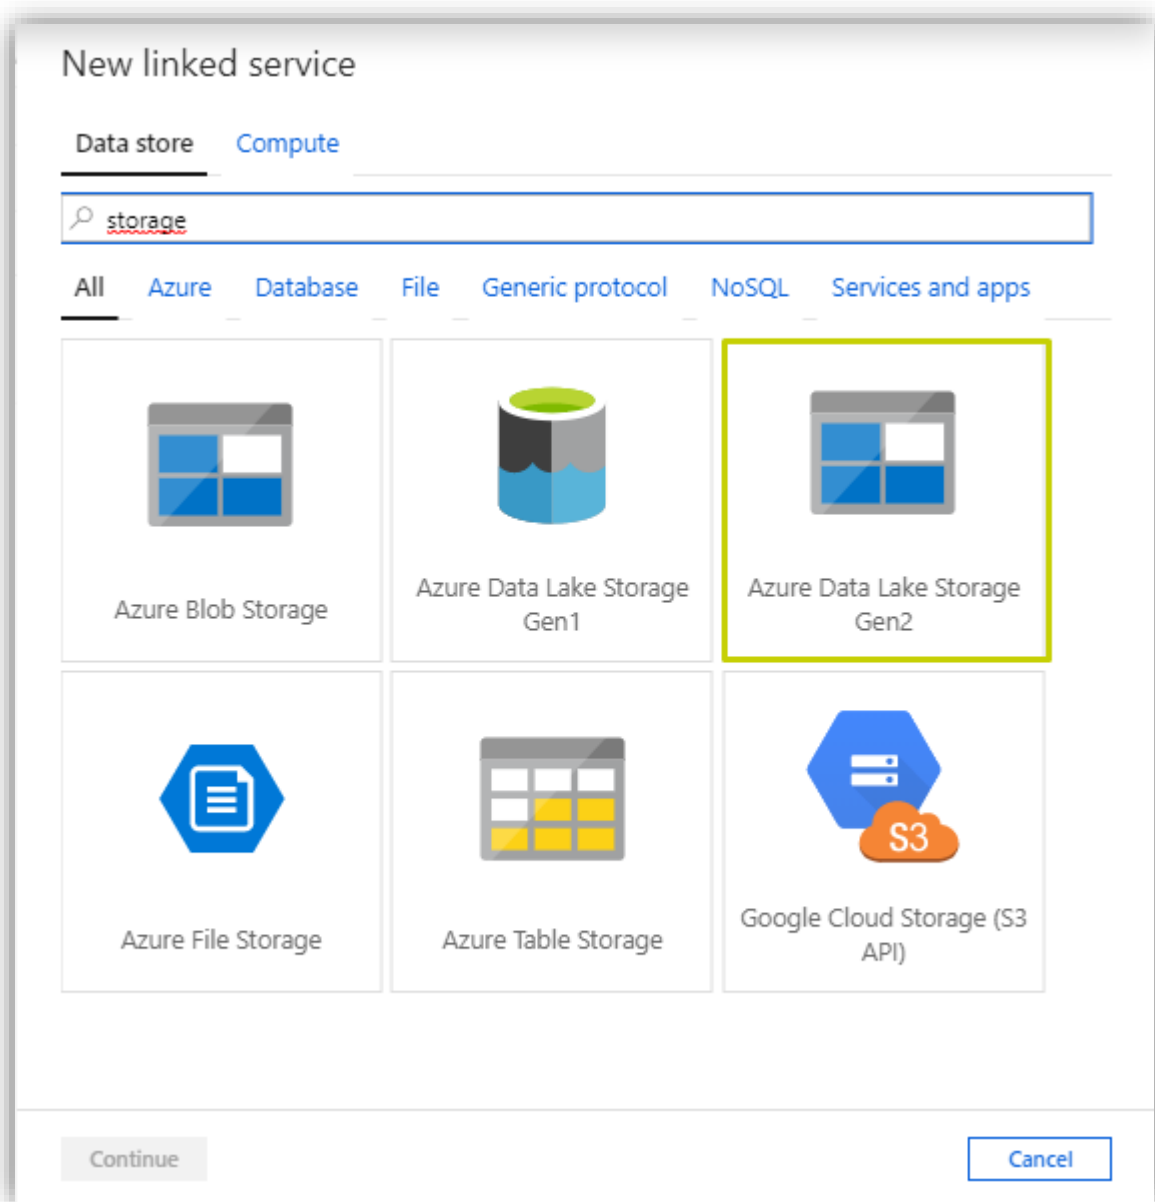 New linked service
Data store Compute
storage
All Azure Database File Generic protocol NoSQL Services and apps
Azure Blob Storage
Azure Data Lake Storage
Gen1
Azure Data Lake Storage
Gen2
Azure File Storage
Azure Table Storage
S3
Google Cloud Storage (S3
API)
Continue Cancel